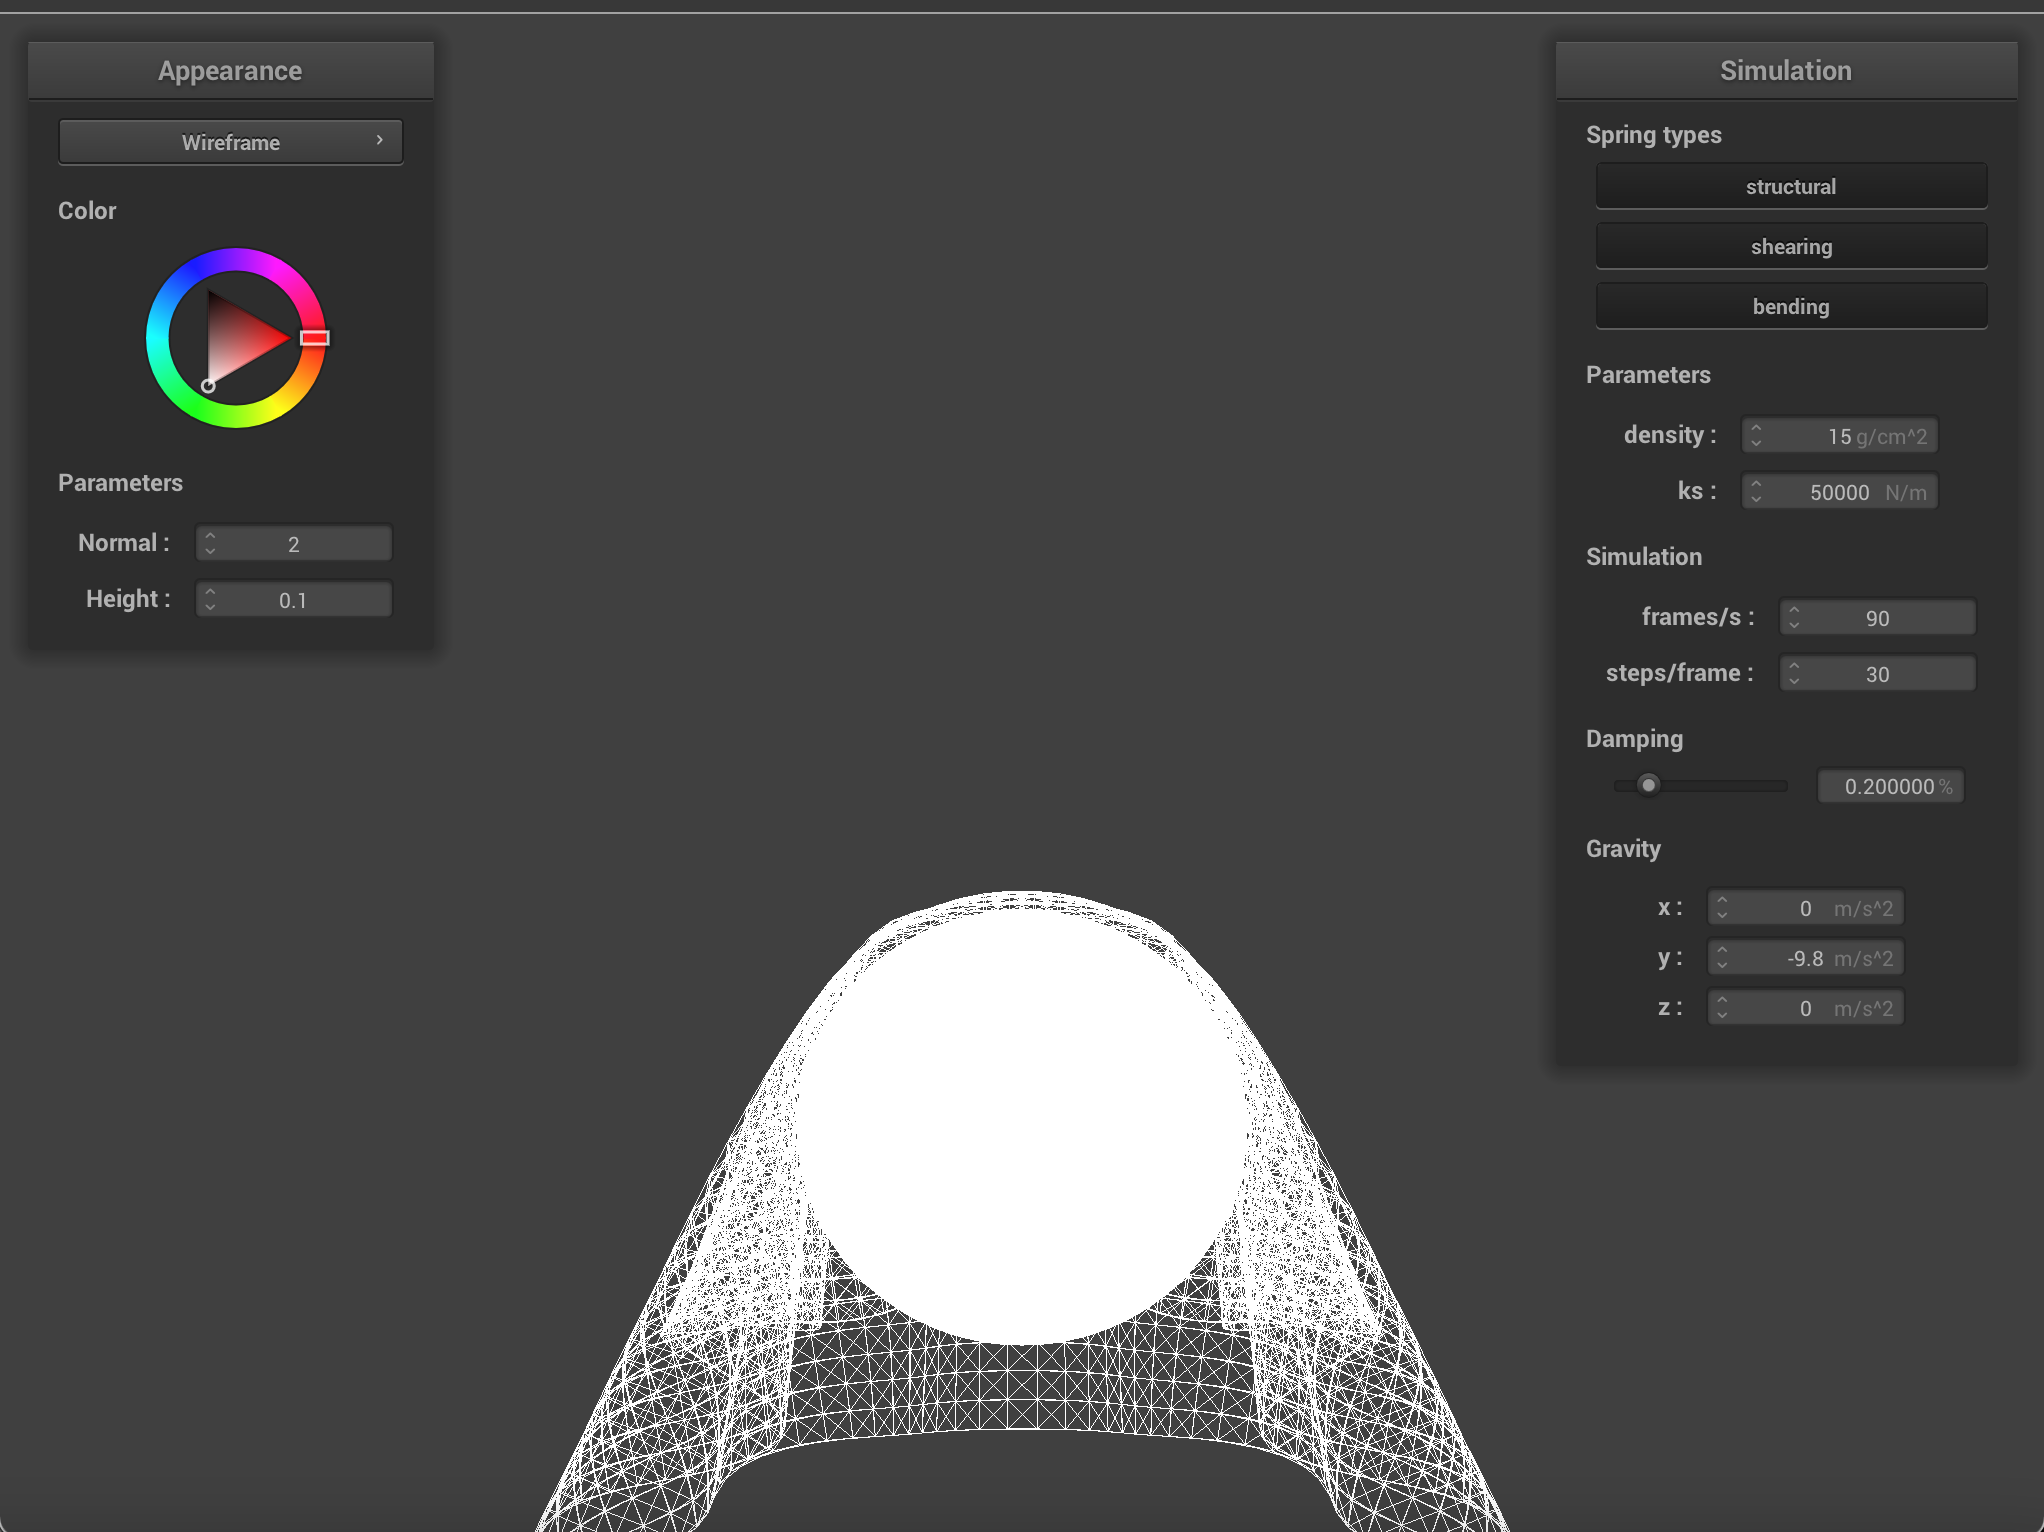 Appearance
Wireframe
Color
Parameters
Normal : 2
Height : 0.1
Simulation
Spring types
structural
shearing
bending
Parameters
density : 15 g/cm^2
ks : 50000 N/m
Simulation
frames/s : 90
steps/frame : 30
Damping
0.200000 %
Gravity
x : 0 m/s^2
y : -9.8 m/s^2
z : 0 m/s^2